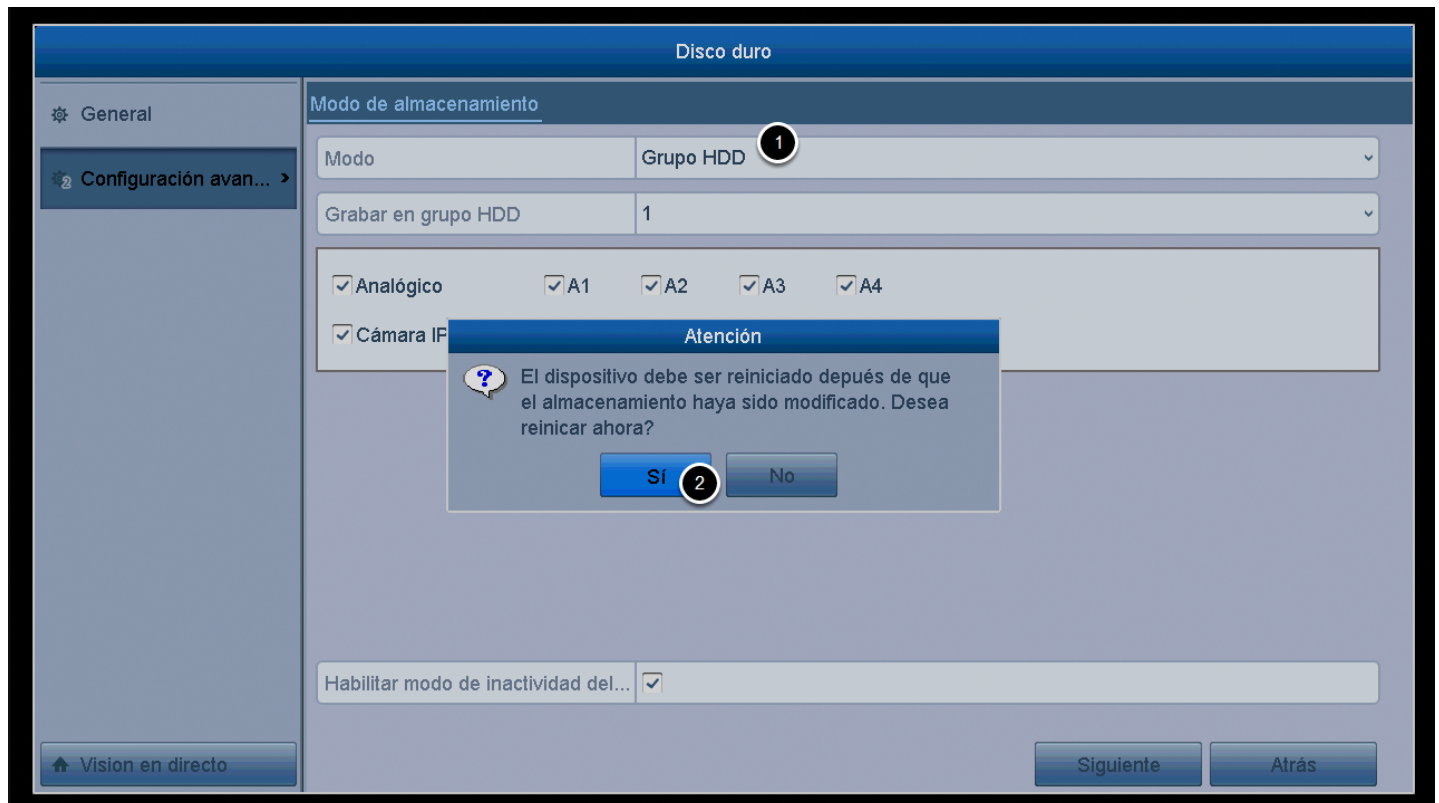 Disco duro
General
Configuración avan... >
Modo de almacenamiento
Modo
Grupo HDD
1
Grabar en grupo HDD
1
Analógico
A1
A2
A3
A4
Cámara IP
Atención
El dispositivo debe ser reiniciado depués de que
el almacenamiento haya sido modificado. Desea
reinicar ahora?
Sí
2
No
Habilitar modo de inactividad del...
Vision en directo
Siguiente
Atrás